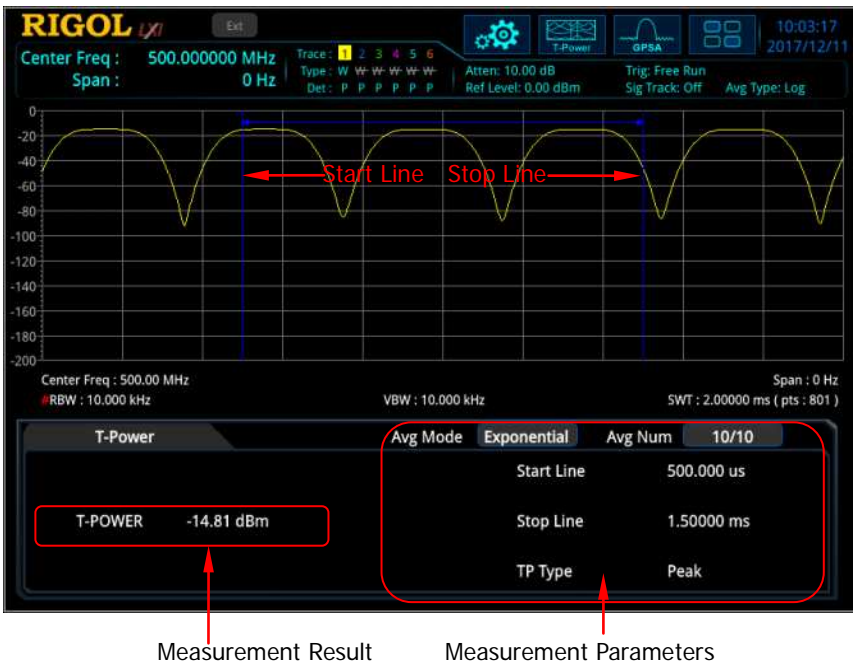 RIGOL LXI Ext T-Power GPSA 10:03:17
2017/12/11
Center Freq : 500.000000 MHz
Span : 0 Hz
Trace : 1 2 3 4 5 6
Type : W W W W W W
Det : P P P P P P
Atten: 10.00 dB Trig: Free Run
Ref Level: 0.00 dBm Sig Track: Off Avg Type: Log
0
-20
-40
-60
-80
-100
-120
-140
-160
-180
-200
Start Line Stop Line
Center Freq : 500.00 MHz Span : 0 Hz
#RBW : 10.000 kHz VBW : 10.000 kHz SWT : 2.00000 ms ( pts : 801 )
T-Power Avg Mode Exponential Avg Num 10/10
Start Line 500.000 us
T-POWER -14.81 dBm Stop Line 1.50000 ms
TP Type Peak
Measurement Result Measurement Parameters